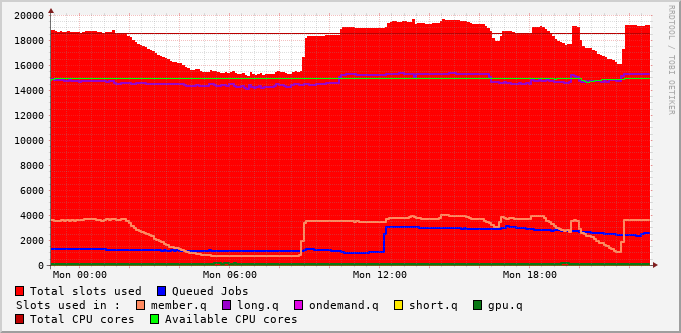 RRDTOOL / TOBI OETIKER
20000
18000
16000
14000
12000
10000
8000
6000
4000
2000
0
Mon 00:00 Mon 06:00 Mon 12:00 Mon 18:00
Total slots used Queued Jobs
Slots used in : member.q long.q ondemand.q short.q gpu.q
Total CPU cores Available CPU cores